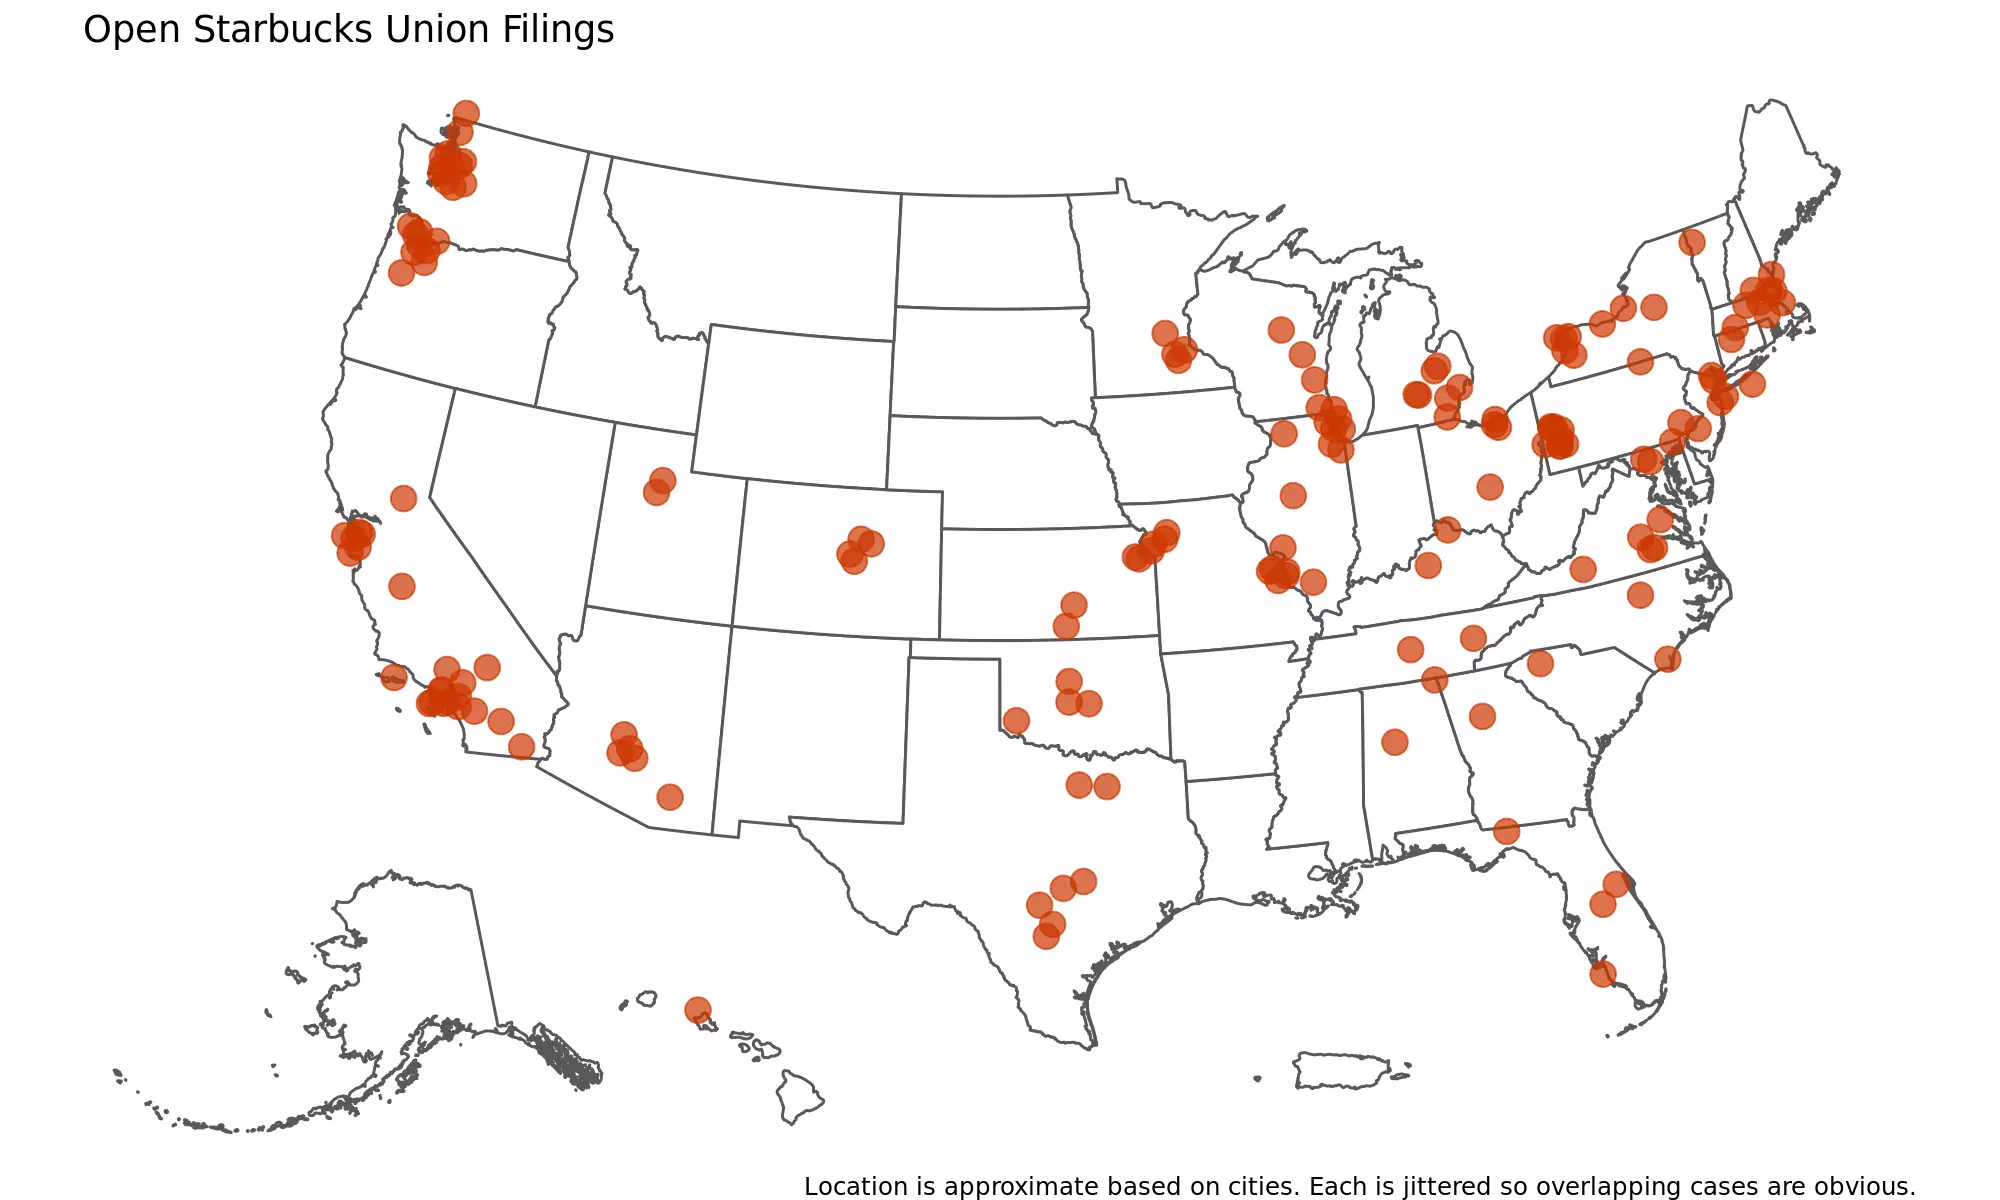 Open Starbucks Union Filings
Location is approximate based on cities. Each is jittered so overlapping cases are obvious.